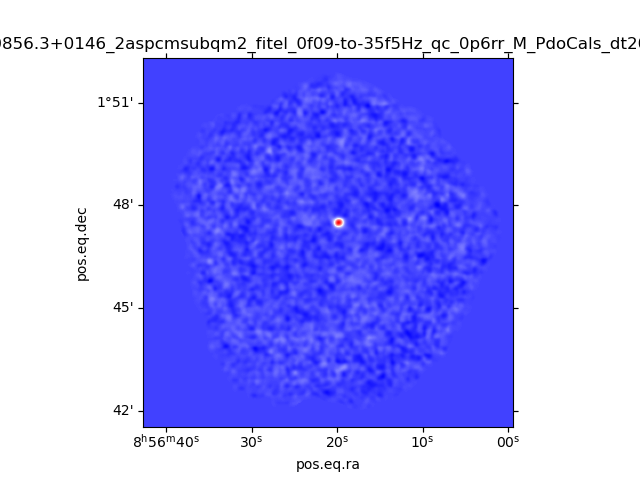 0856.3+0146_2aspcmsubqm2_fitel_0f09-to-35f5Hz_qc_0p6rr_M_PdoCals_dt20
1°51'
48'
45'
42'
pos.eq.dec
8ʰ56ᵐ40ˢ 30ˢ 20ˢ 10ˢ 00ˢ
pos.eq.ra